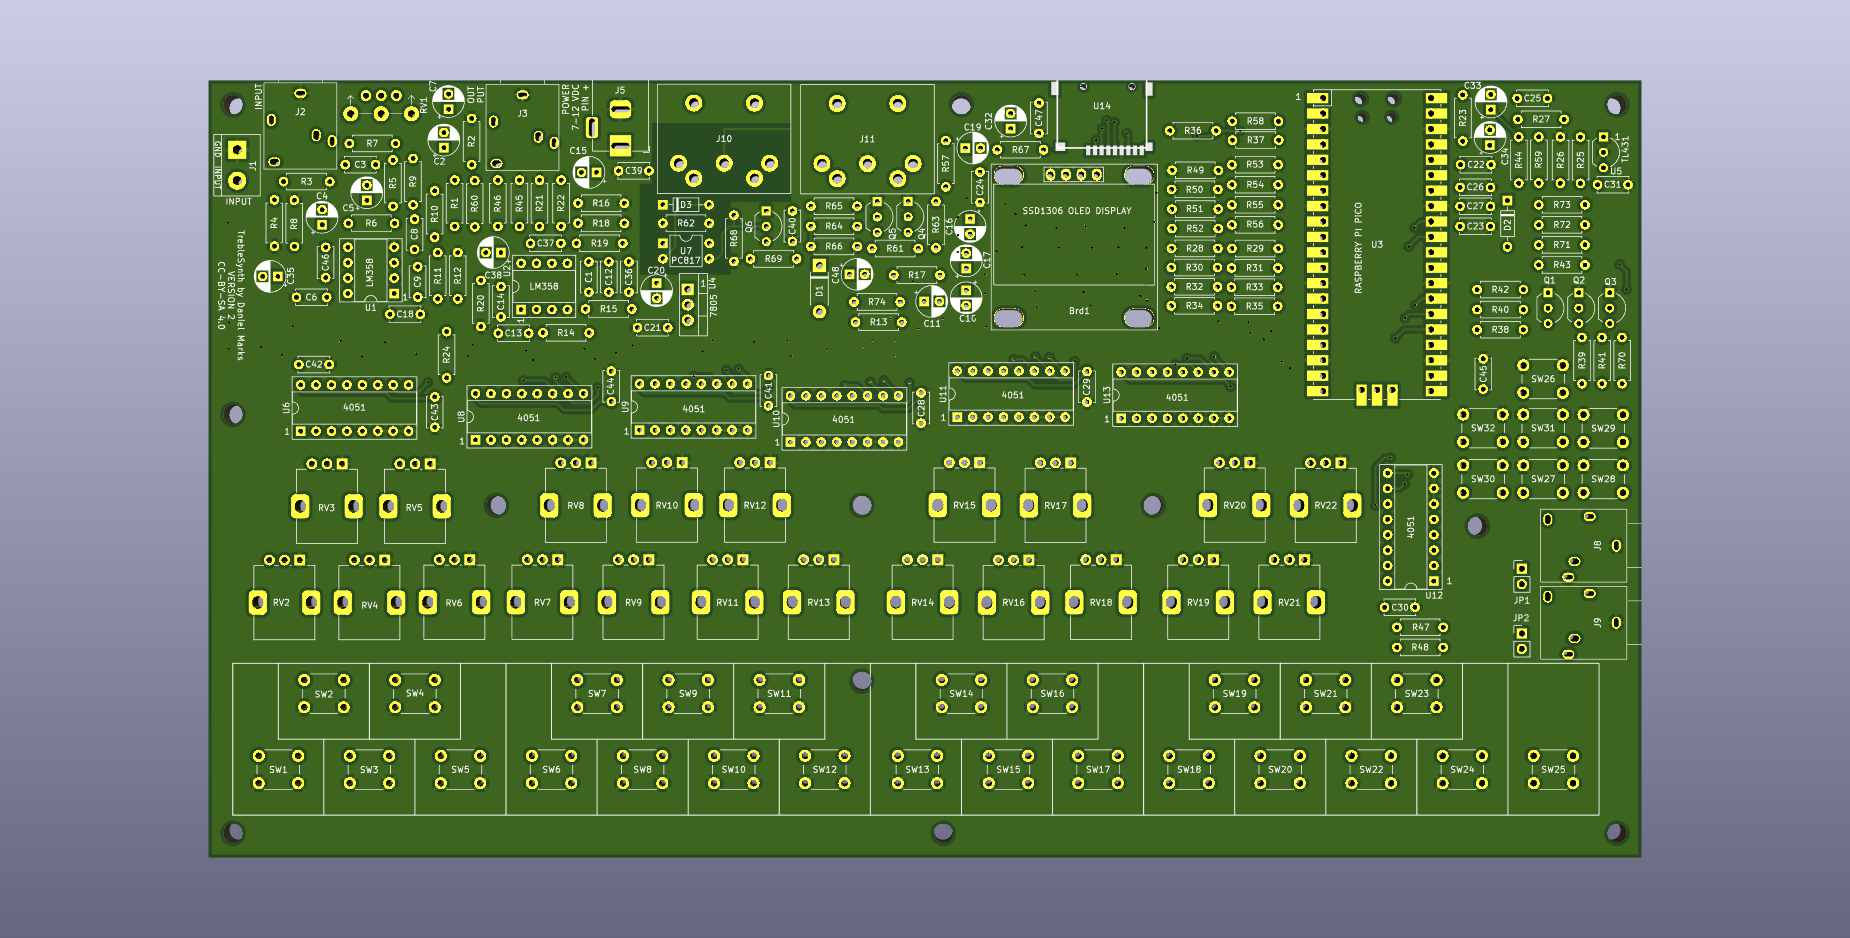 INPUT
J2
RV1
C7
OUT
PUT
J3
POWER
7-12 VDC
PIN +
J5
J10
J11
C32
C47
U14
R36
R58
R37
1
C33
C25
R23
R27
C34
R44
R59
R26
R25
1
TL431
U5
C31
GND
INPUT
J1
INPUT
R7
C2
R2
C3
R3
R5
R9
C15
C39
C19
R67
R57
C24
R49
R50
R51
R52
R28
R30
R32
R34
R53
R54
R55
R56
R29
R31
R33
R35
C22
C26
C27
C23
D2
R73
R72
R71
R43
C4
C5
R4
R8
R6
R10
C8
R1
R60
R46
R45
R21
R22
R16
R18
R19
D3
R62
U7
PC817
R68
Q6
C40
R69
R65
R64
R66
Q5
Q4
R63
R61
C16
C17
C10
SSD1306 OLED DISPLAY
Brd1
RASPBERRY PI PICO
U3
TrebleSynth by Daniel Marks
VERSION 2
CC-BY-SA 4.0
C35
C46
C6
LM358
U1
1
C9
R11
R12
C18
C37
C38
U2
LM358
1
R20
C14
C13
C1
C12
C36
R15
R14
C20
C21
U4
1
7805
D1
C48
R17
R74
R13
C11
R42
R40
R38
Q1
Q2
Q3
R39
R41
R70
C42
R24
U6
4051
1
C43
U8
4051
1
C44
U9
4051
1
C41
U10
4051
1
C28
U11
4051
1
C29
U13
4051
1
C45
SW26
SW32
SW31
SW29
SW30
SW27
SW28
RV3
RV5
RV8
RV10
RV12
RV15
RV17
RV20
RV22
4051
1
U12
J8
J9
JP1
JP2
C30
R47
R48
RV2
RV4
RV6
RV7
RV9
RV11
RV13
RV14
RV16
RV18
RV19
RV21
SW2
SW4
SW7
SW9
SW11
SW14
SW16
SW19
SW21
SW23
SW1
SW3
SW5
SW6
SW8
SW10
SW12
SW13
SW15
SW17
SW18
SW20
SW22
SW24
SW25